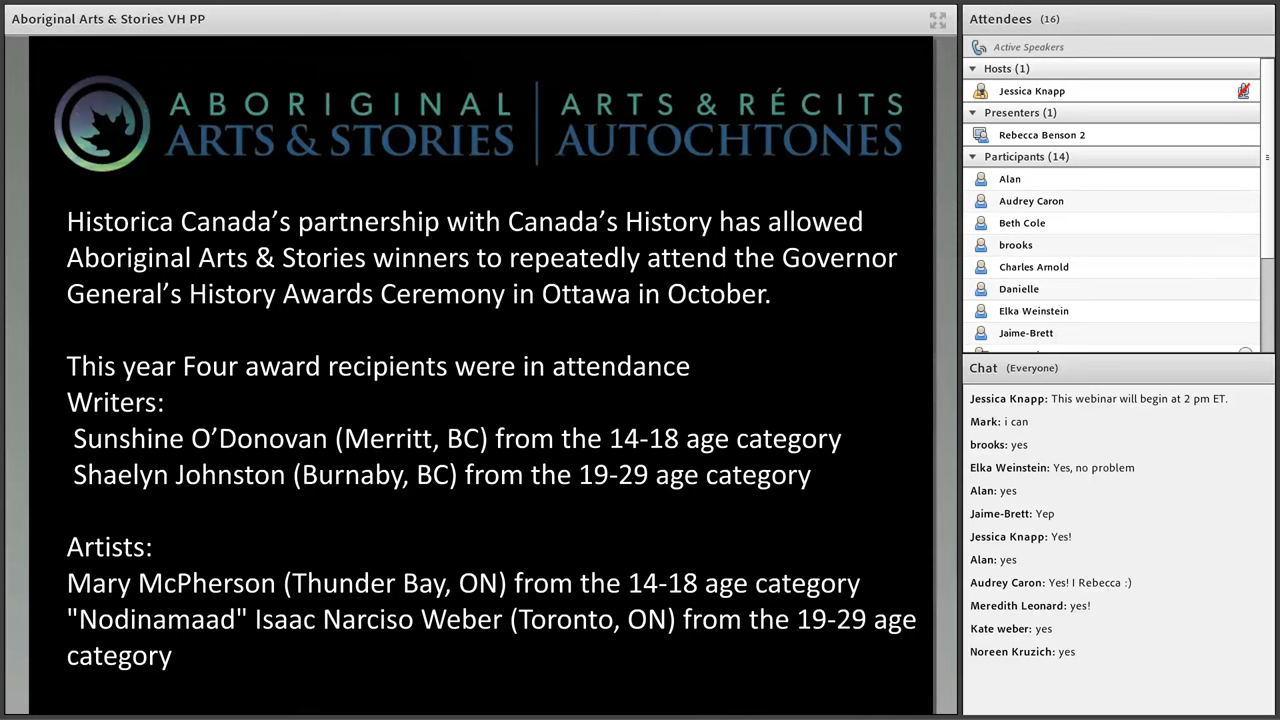 Aboriginal Arts & Stories VH PP
ABORIGINAL
ARTS & STORIES
ARTS & RÉCITS
AUTOCHTONES
Historica Canada’s partnership with Canada’s History has allowed
Aboriginal Arts & Stories winners to repeatedly attend the Governor
General’s History Awards Ceremony in Ottawa in October.
This year Four award recipients were in attendance
Writers:
Sunshine O’Donovan (Merritt, BC) from the 14-18 age category
Shaelyn Johnston (Burnaby, BC) from the 19-29 age category
Artists:
Mary McPherson (Thunder Bay, ON) from the 14-18 age category
"Nodinamaad" Isaac Narciso Weber (Toronto, ON) from the 19-29 age
category
Attendees (16)
Active Speakers
Hosts (1)
Jessica Knapp
Presenters (1)
Rebecca Benson 2
Participants (14)
Alan
Audrey Caron
Beth Cole
brooks
Charles Arnold
Danielle
Elka Weinstein
Jaime-Brett
Chat (Everyone)
Jessica Knapp: This webinar will begin at 2 pm ET.
Mark: i can
brooks: yes
Elka Weinstein: Yes, no problem
Alan: yes
Jaime-Brett: Yep
Jessica Knapp: Yes!
Alan: yes
Audrey Caron: Yes! I Rebecca :)
Meredith Leonard: yes!
Kate weber: yes
Noreen Kruzich: yes